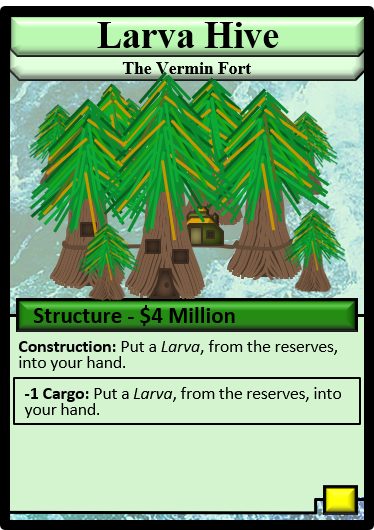 Larva Hive
The Vermin Fort
Structure - $4 Million
Construction: Put a Larva, from the reserves,
into your hand.
-1 Cargo: Put a Larva, from the reserves, into
your hand.